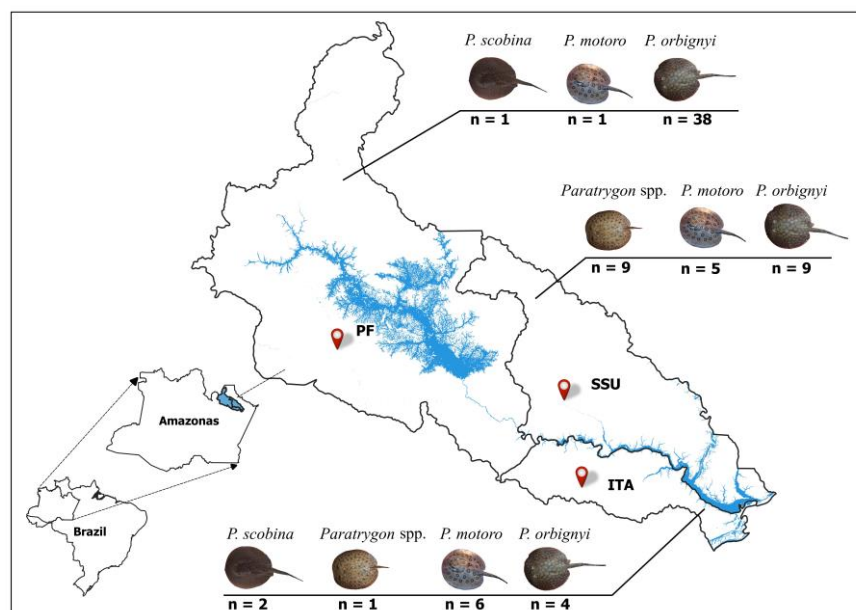 P. scobina P. motoro P. orbignyi
n = 1 n = 1 n = 38
Paratrygon spp. P. motoro P. orbignyi
n = 9 n = 5 n = 9
PF
SSU
Amazonas
ITA
Brazil
P. scobina Paratrygon spp. P. motoro P. orbignyi
n = 2 n = 1 n = 6 n = 4